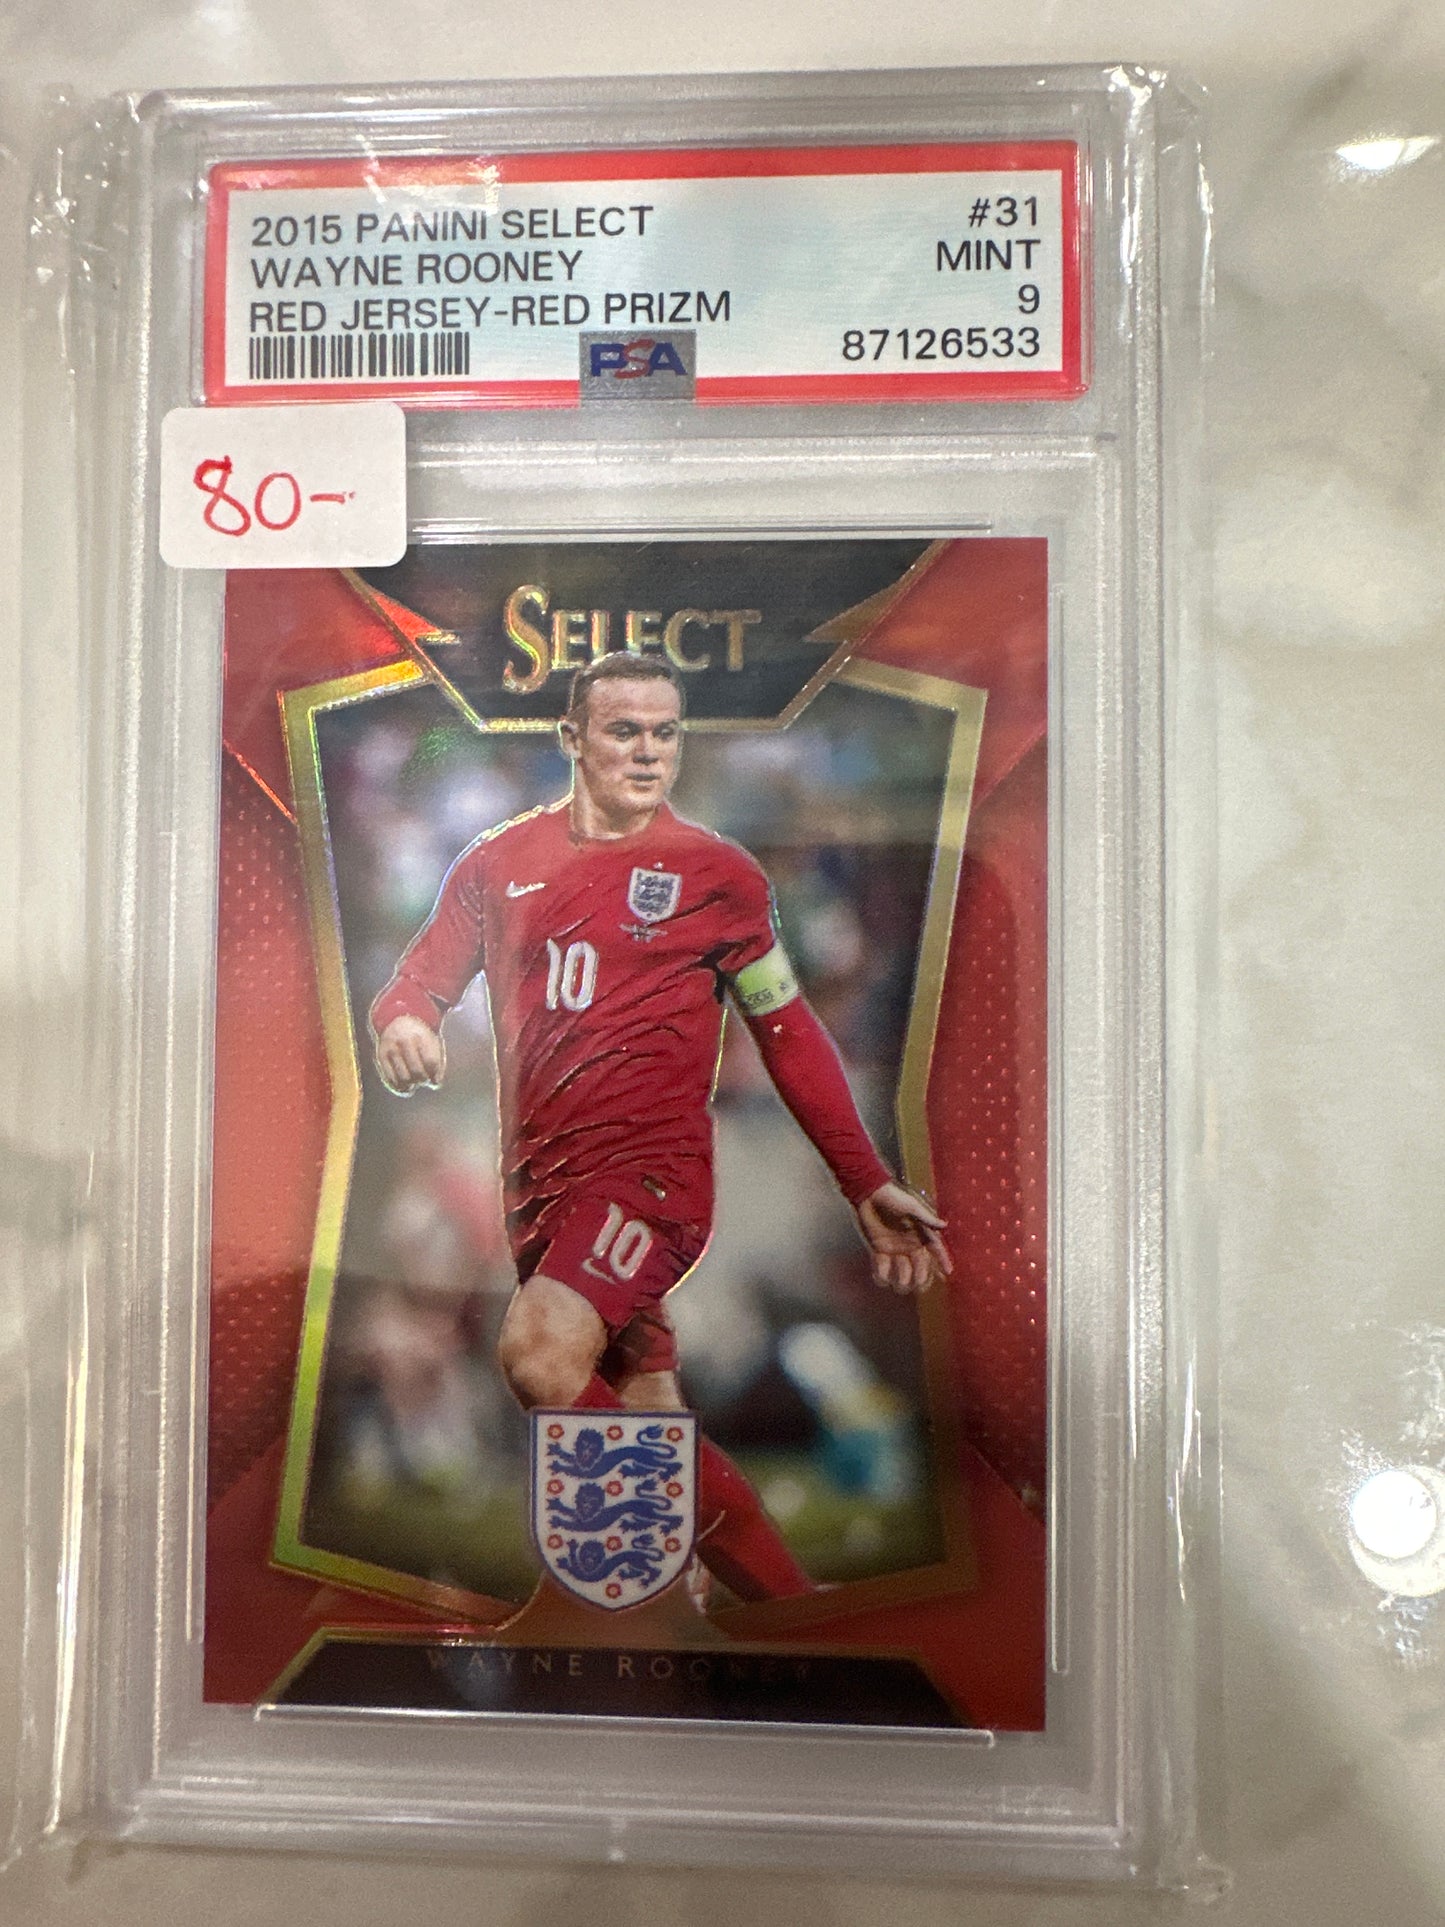 2015 PANINI SELECT #31
WAYNE ROONEY MINT
RED JERSEY-RED PRIZM 9
PSA 87126533
80-
SELECT
10
10
WAYNE ROONEY